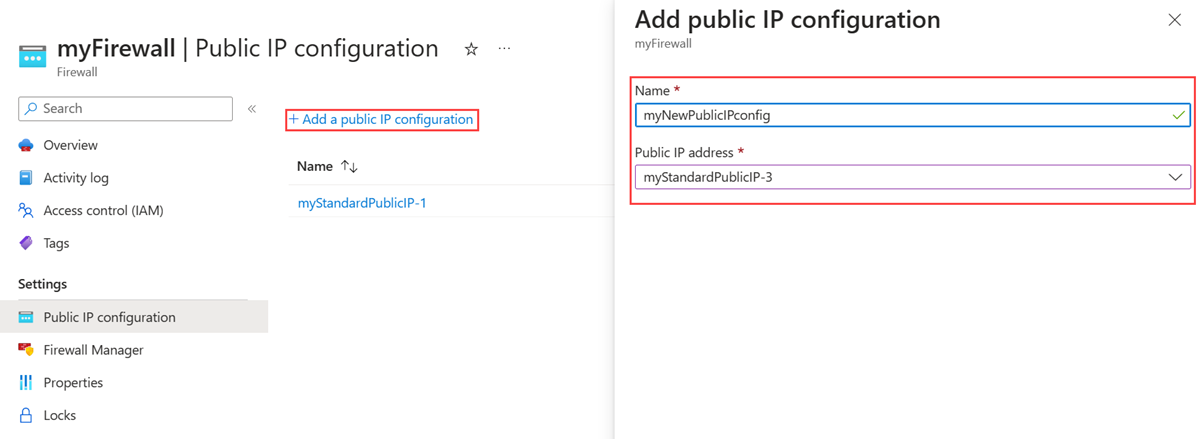 myFirewall | Public IP configuration ☆ ...
Firewall
Search «
Overview
Activity log
Access control (IAM)
Tags
Settings
Public IP configuration
Firewall Manager
Properties
Locks
+ Add a public IP configuration
Name ↑↓
myStandardPublicIP-1
Add public IP configuration
myFirewall
Name *
myNewPublicIPconfig
Public IP address *
myStandardPublicIP-3